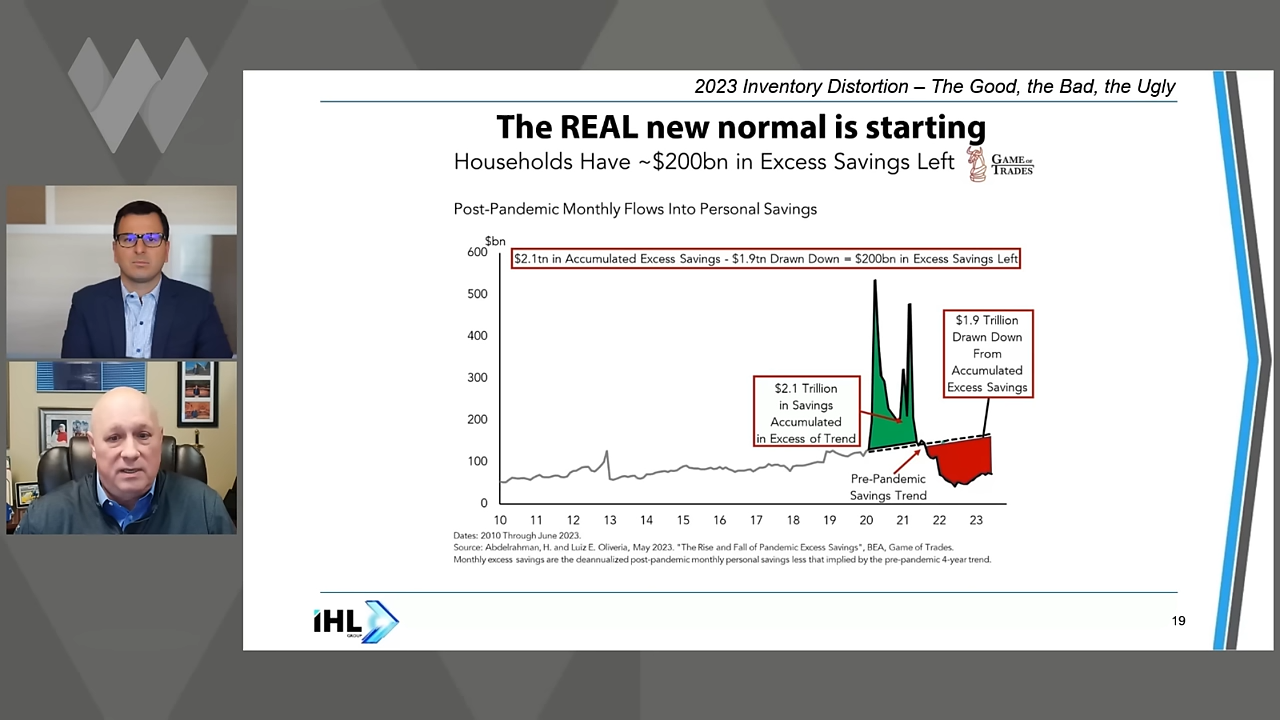 2023 Inventory Distortion – The Good, the Bad, the Ugly
The REAL new normal is starting
Households Have ~$200bn in Excess Savings Left
GAME OF
TRADES
Post-Pandemic Monthly Flows Into Personal Savings
$bn
600
$2.1tn in Accumulated Excess Savings - $1.9tn Drawn Down = $200bn in Excess Savings Left
500
400
300
200
100
0
$1.9 Trillion
Drawn Down
From
Accumulated
Excess Savings
$2.1 Trillion
in Savings
Accumulated
in Excess of Trend
Pre-Pandemic
Savings Trend
10 11 12 13 14 15 16 17 18 19 20 21 22 23
Dates: 2010 Through June 2023.
Source: Abdelrahman, H. and Luiz E. Oliveria, May 2023. "The Rise and Fall of Pandemic Excess Savings", BEA, Game of Trades.
Monthly excess savings are the deannualized post-pandemic monthly personal savings less that implied by the pre-pandemic 4-year trend.
IHL
GROUP
19